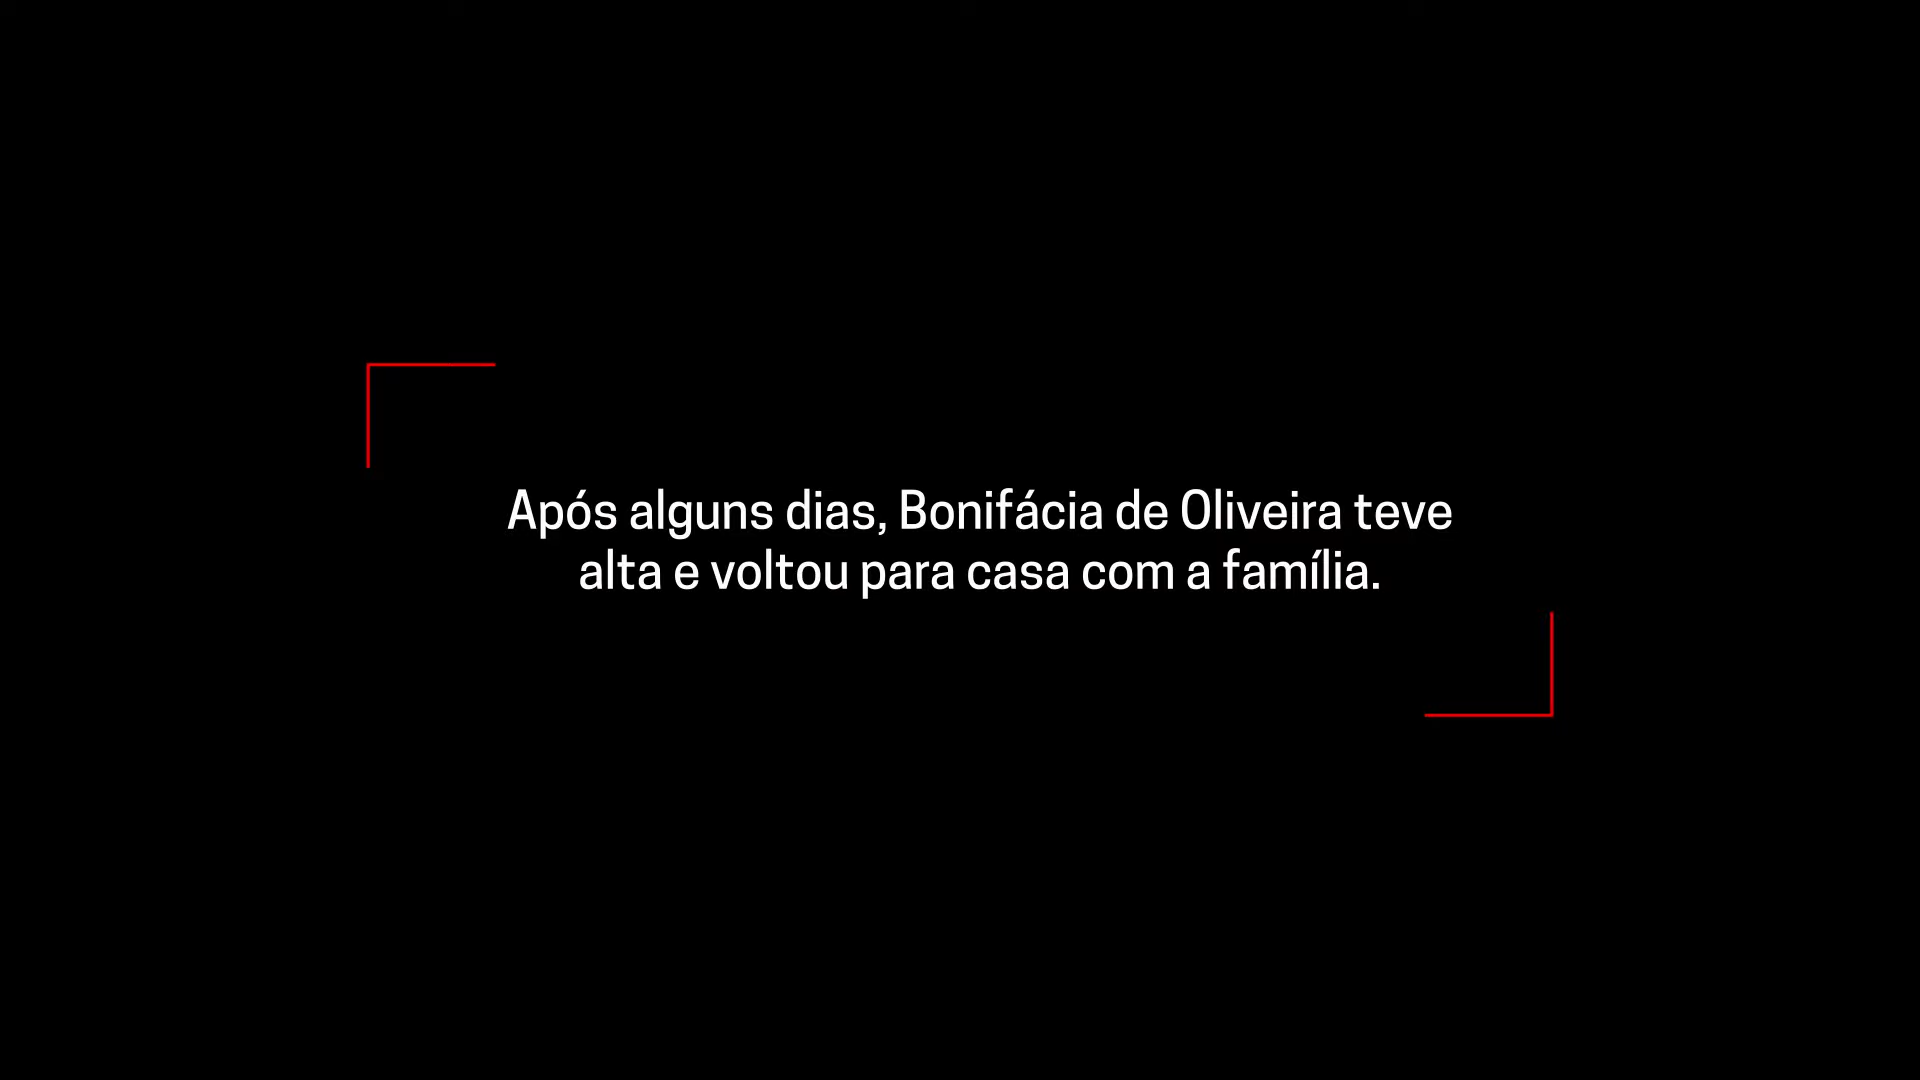 Após alguns dias, Bonifácia de Oliveira teve
alta e voltou para casa com a família.